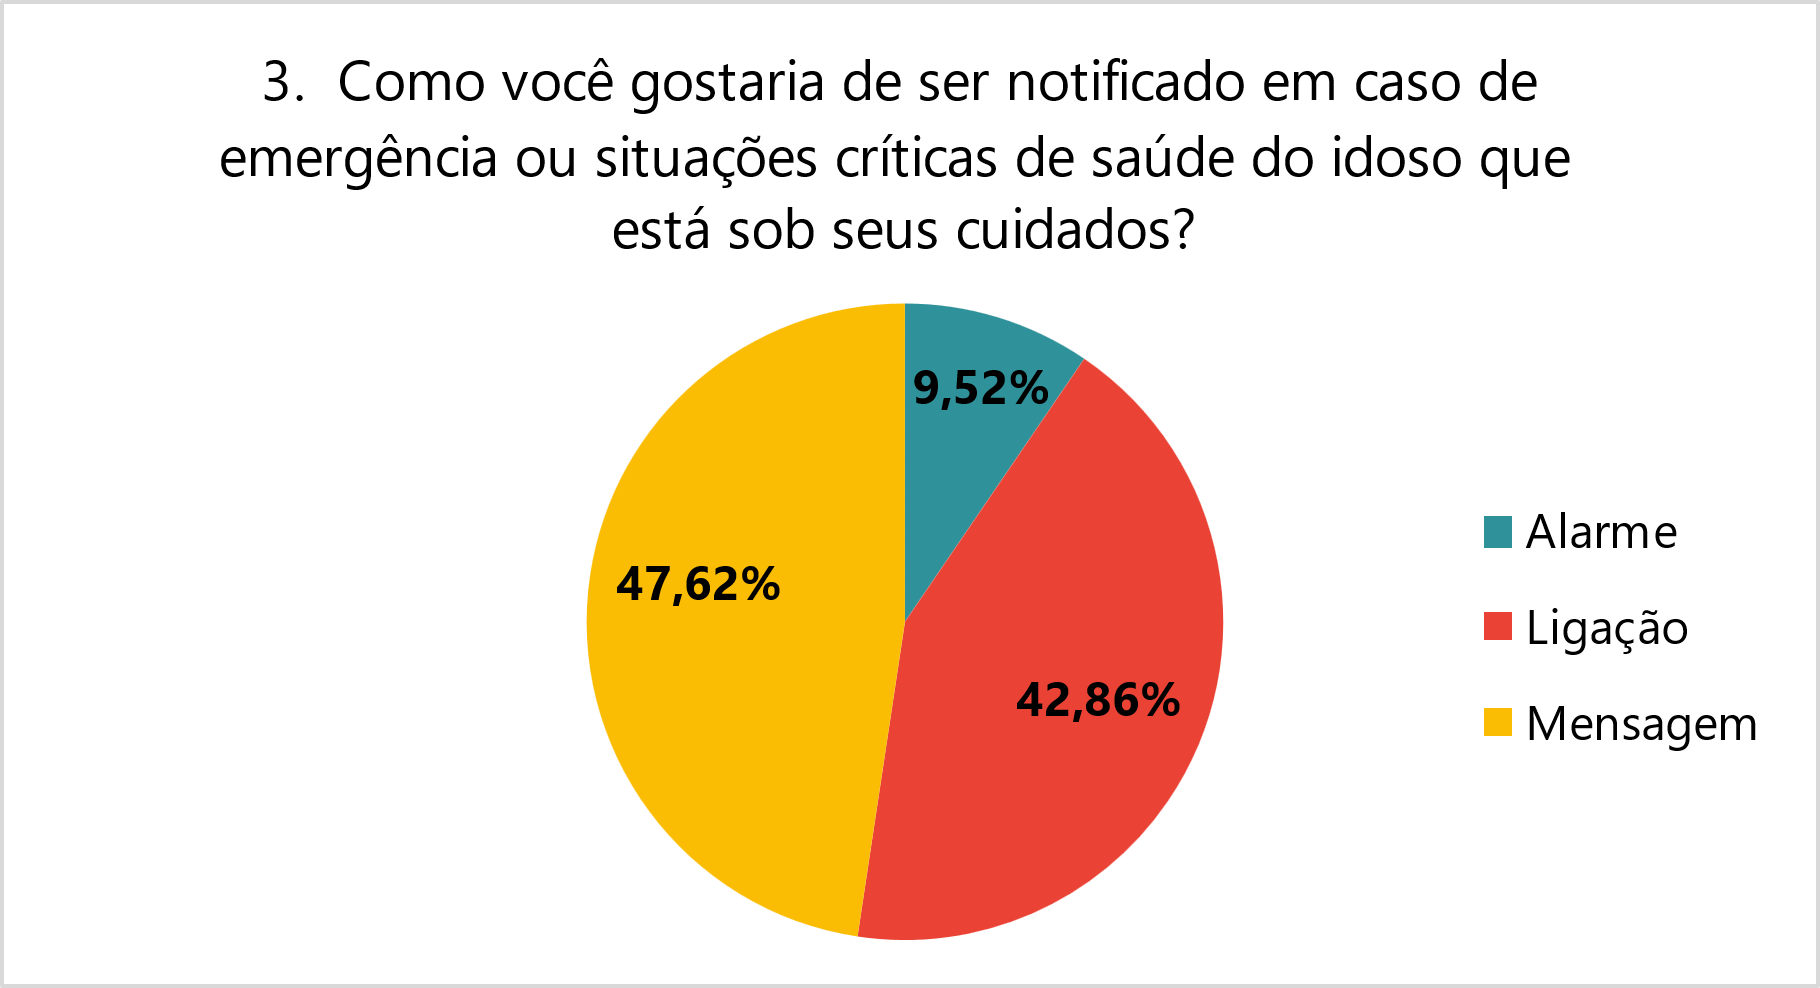 3.  Como você gostaria de ser notificado em caso de
emergência ou situações críticas de saúde do idoso que
está sob seus cuidados?
9,52%
47,62%
42,86%
Alarme
Ligação
Mensagem